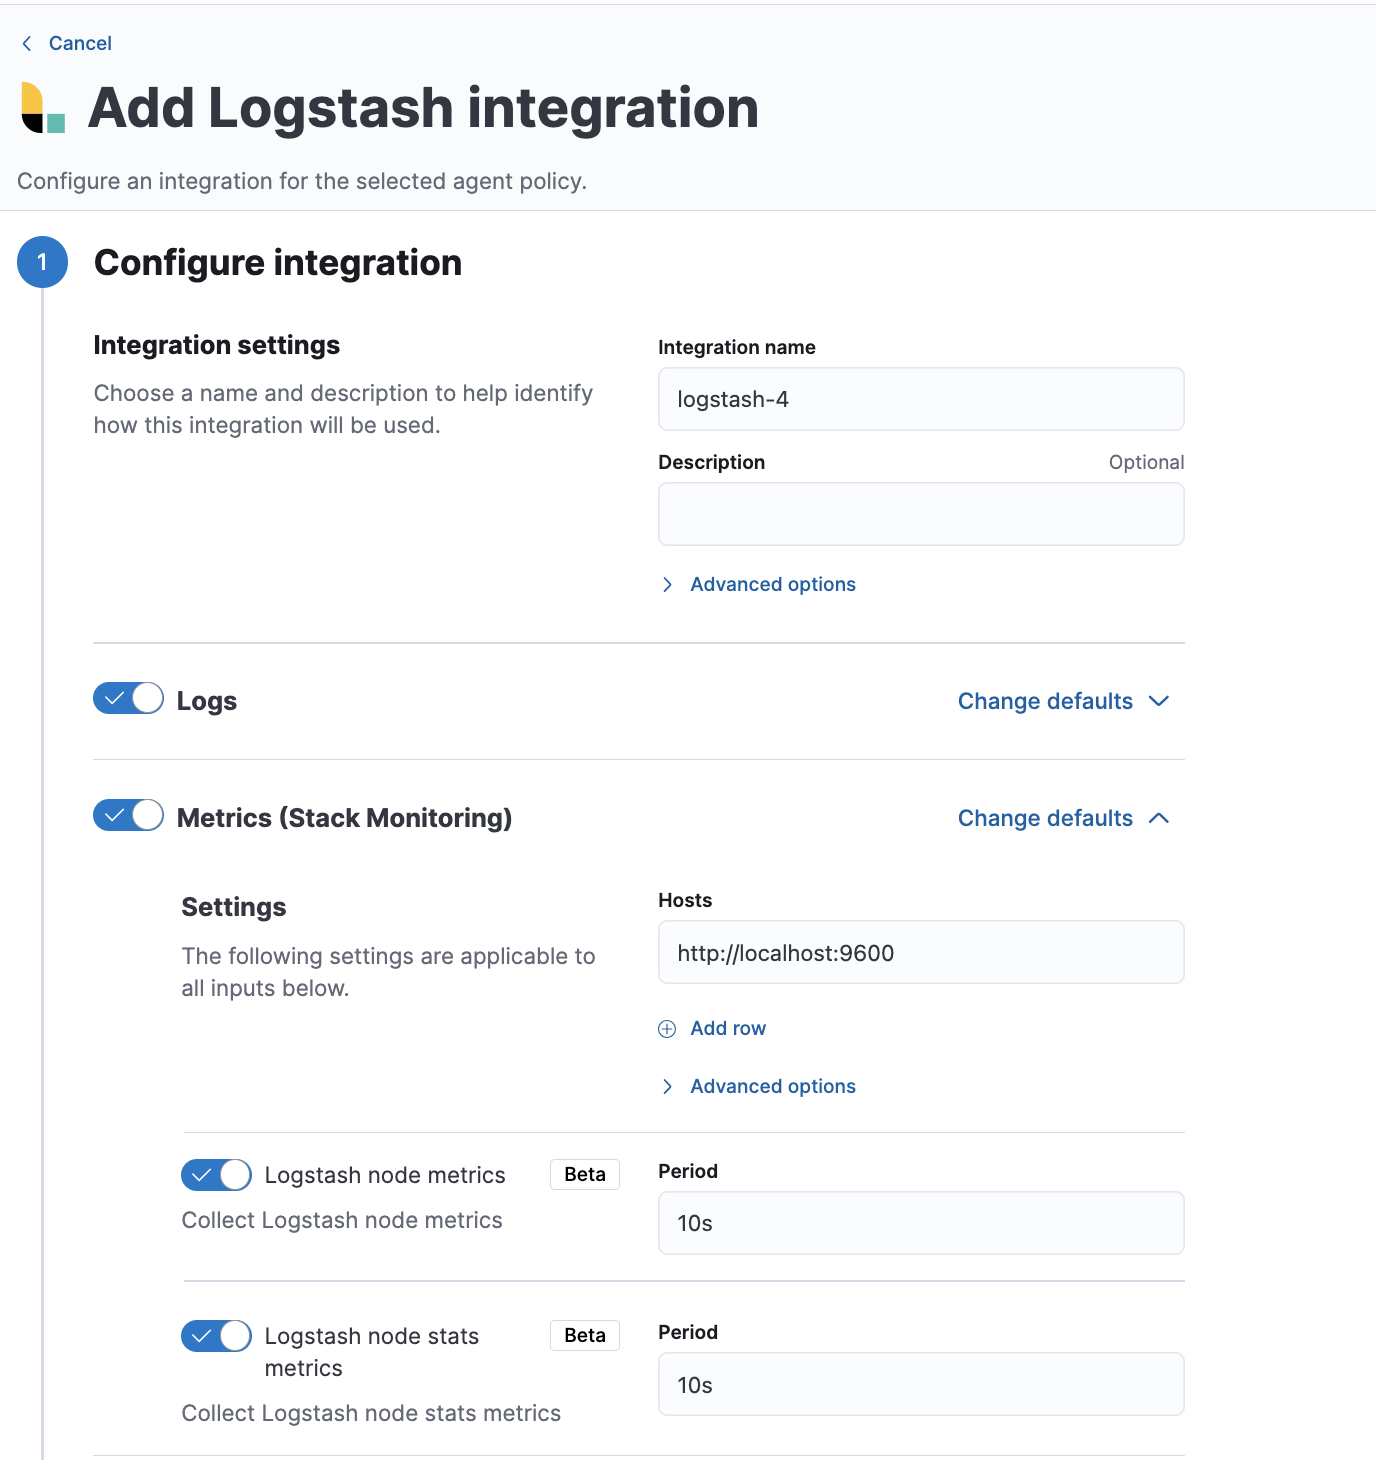 Cancel
Add Logstash integration
Configure an integration for the selected agent policy.
1
Configure integration
Integration settings
Choose a name and description to help identify
how this integration will be used.
Integration name
logstash-4
Description
Optional
Advanced options
Logs
Change defaults
Metrics (Stack Monitoring)
Change defaults
Settings
The following settings are applicable to
all inputs below.
Hosts
http://localhost:9600
Add row
Advanced options
Logstash node metrics
Beta
Collect Logstash node metrics
Period
10s
Logstash node stats
metrics
Beta
Collect Logstash node stats metrics
Period
10s